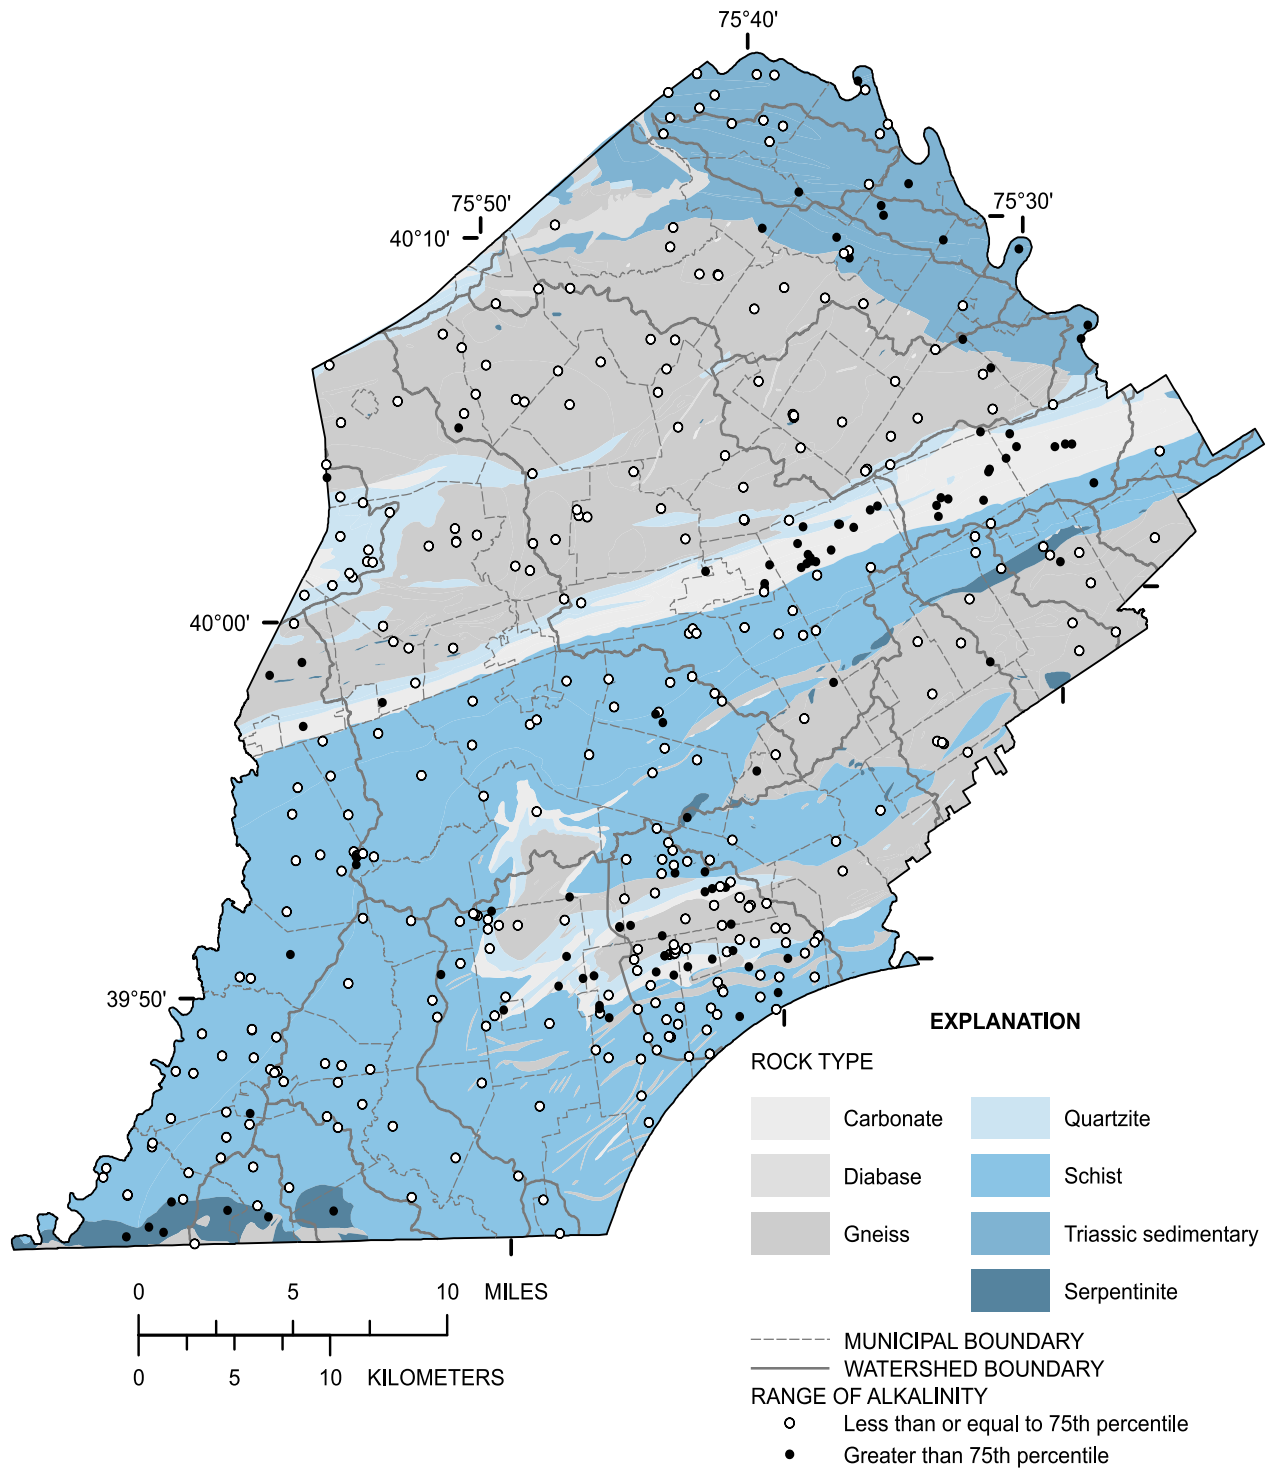 75°40'
75°50'
75°30'
40°10'
40°00'
39°50'
EXPLANATION
ROCK TYPE
Carbonate
Quartzite
Diabase
Schist
Gneiss
Triassic sedimentary
Serpentinite
0 5 10 MILES
0 5 10 KILOMETERS
MUNICIPAL BOUNDARY
WATERSHED BOUNDARY
RANGE OF ALKALINITY
Less than or equal to 75th percentile
Greater than 75th percentile